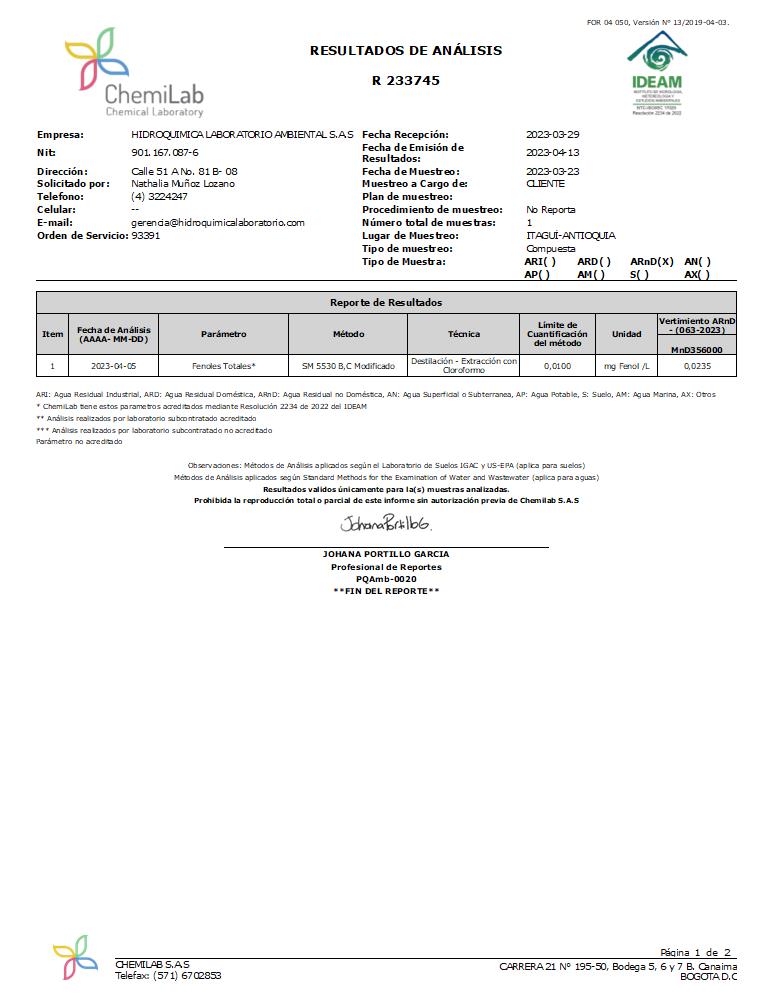 FOR 04 050, Versión N° 13/2019-04-03.
RESULTADOS DE ANÁLISIS
R 233745
ChemiLab
Chemical Laboratory
IDEAM
INSTITUTO DE HIDROLOGÍA,
METEOROLOGÍA Y
ESTUDIOS AMBIENTALES
NTC-ISO/IEC 17025
Resolución 2234 de 2022
Empresa: HIDROQUIMICA LABORATORIO AMBIENTAL S.A.S Fecha Recepción: 2023-03-29
Nit: 901.167.087-6 Fecha de Emisión de Resultados: 2023-04-13
Dirección: Calle 51 A No. 81 B- 08 Fecha de Muestreo: 2023-03-23
Solicitado por: Nathalia Muñoz Lozano Muestreo a Cargo de: CLIENTE
Telefono: (4) 3224247 Plan de muestreo:
Celular: -- Procedimiento de muestreo: No Reporta
E-mail: gerencia@hidroquimicalaboratorio.com Número total de muestras: 1
Orden de Servicio: 93391 Lugar de Muestreo: ITAGUÍ-ANTIOQUIA
Tipo de muestreo: Compuesta
Tipo de Muestra: ARI( ) ARD( ) ARnD(X) AN( )
AP( ) AM( ) S( ) AX( )
Reporte de Resultados
Item Fecha de Análisis (AAAA- MM-DD) Parámetro Método Técnica Límite de Cuantificación del método Unidad Vertimiento ARnD - (063-2023)
MnD356000
1 2023-04-05 Fenoles Totales* SM 5530 B,C Modificado Destilación - Extracción con Cloroformo 0,0100 mg Fenol /L 0,0235
ARI: Agua Residual Industrial, ARD: Agua Residual Doméstica, ARnD: Agua Residual no Doméstica, AN: Agua Superficial o Subterranea, AP: Agua Potable, S: Suelo, AM: Agua Marina, AX: Otros
* ChemiLab tiene estos parametros acreditados mediante Resolución 2234 de 2022 del IDEAM
** Análisis realizados por laboratorio subcontratado acreditado
*** Análisis realizados por laboratorio subcontratado no acreditado
Parámetro no acreditado
Observaciones: Métodos de Análisis aplicados según el Laboratorio de Suelos IGAC y US-EPA (aplica para suelos)
Métodos de Análisis aplicados según Standard Methods for the Examination of Water and Wastewater (aplica para aguas)
Resultados validos únicamente para la(s) muestras analizadas.
Prohibida la reproducción total o parcial de este informe sin autorización previa de Chemilab S.A.S
JohanaPortilloG.
JOHANA PORTILLO GARCIA
Profesional de Reportes
PQAmb-0020
**FIN DEL REPORTE**
Página 1 de 2
CHEMILAB S.A.S CARRERA 21 N° 195-50, Bodega 5, 6 y 7 B. Canaima
Telefax: (571) 6702853 BOGOTA D.C